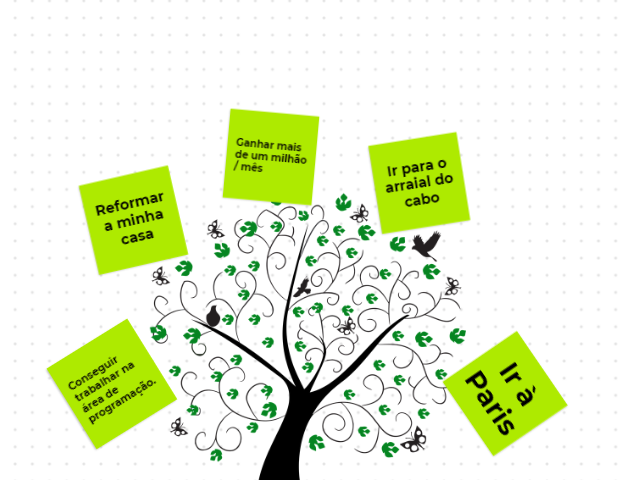 Ganhar mais
de um milhão
/ mês
Ir para o
arraial do
cabo
Reformar
a minha
casa
Conseguir
trabalhar na
área de
programação.
Ir á
Paris